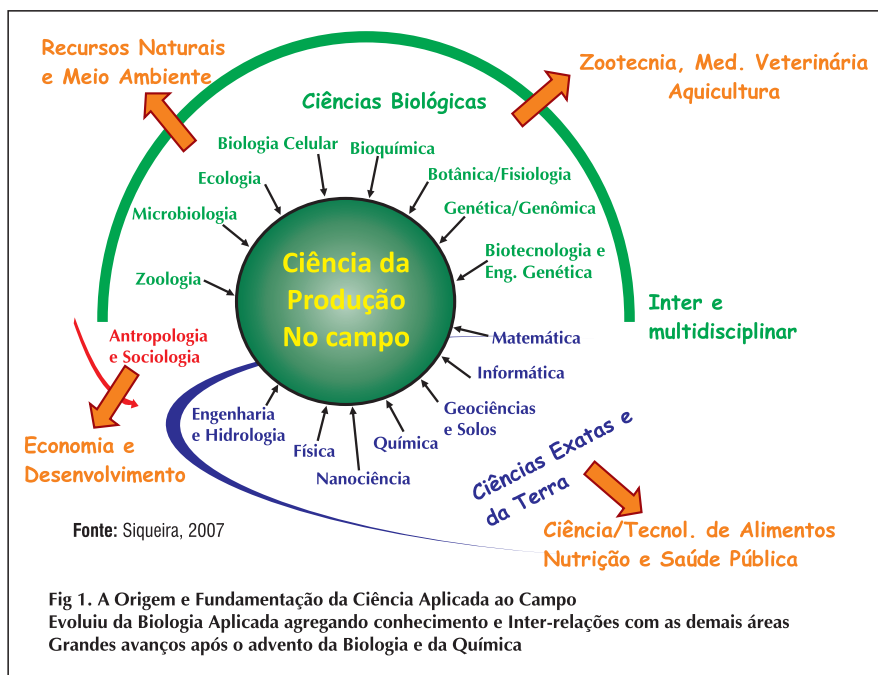 Recursos Naturais
e Meio Ambiente
Zootecnia, Med. Veterinária
Aquicultura
Ciências Biológicas
Biologia Celular
Bioquímica
Ecologia
Botânica/Fisiologia
Microbiologia
Genética/Genômica
Zoologia
Biotecnologia e
Eng. Genética
Ciência da
Produção
No campo
Inter e
multidisciplinar
Antropologia
e Sociologia
Matemática
Informática
Geociências
e Solos
Engenharia
e Hidrologia
Física
Química
Nanociência
Economia e
Desenvolvimento
Ciências Exatas e
da Terra
Fonte: Siqueira, 2007
Ciência/Tecnol. de Alimentos
Nutrição e Saúde Pública
Fig 1. A Origem e Fundamentação da Ciência Aplicada ao Campo
Evoluiu da Biologia Aplicada agregando conhecimento e Inter-relações com as demais áreas
Grandes avanços após o advento da Biologia e da Química